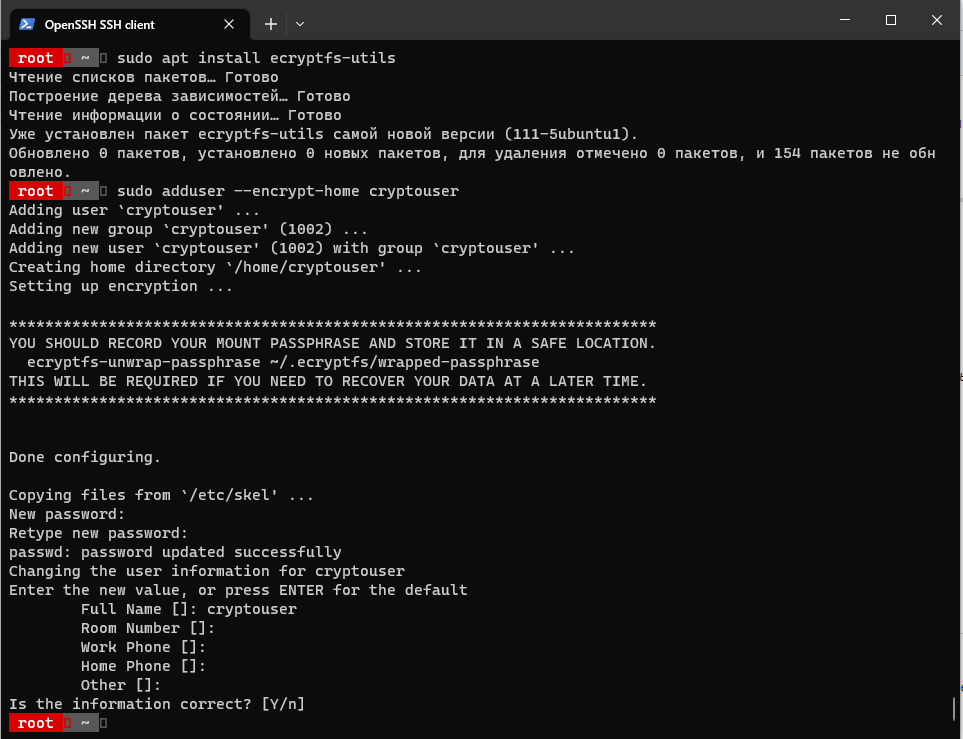 OpenSSH SSH client
root ~ sudo apt install ecryptfs-utils
Чтение списков пакетов… Готово
Построение дерева зависимостей… Готово
Чтение информации о состоянии… Готово
Уже установлен пакет ecryptfs-utils самой новой версии (111-5ubuntu1).
Обновлено 0 пакетов, установлено 0 новых пакетов, для удаления отмечено 0 пакетов, и 154 пакетов не обн
овлено.
root ~ sudo adduser --encrypt-home cryptouser
Adding user `cryptouser' ...
Adding new group `cryptouser' (1002) ...
Adding new user `cryptouser' (1002) with group `cryptouser' ...
Creating home directory `/home/cryptouser' ...
Setting up encryption ...
************************************************************************
YOU SHOULD RECORD YOUR MOUNT PASSPHRASE AND STORE IT IN A SAFE LOCATION.
ecryptfs-unwrap-passphrase ~/.ecryptfs/wrapped-passphrase
THIS WILL BE REQUIRED IF YOU NEED TO RECOVER YOUR DATA AT A LATER TIME.
************************************************************************
Done configuring.
Copying files from `/etc/skel' ...
New password:
Retype new password:
passwd: password updated successfully
Changing the user information for cryptouser
Enter the new value, or press ENTER for the default
Full Name []: cryptouser
Room Number []:
Work Phone []:
Home Phone []:
Other []:
Is the information correct? [Y/n]
root ~